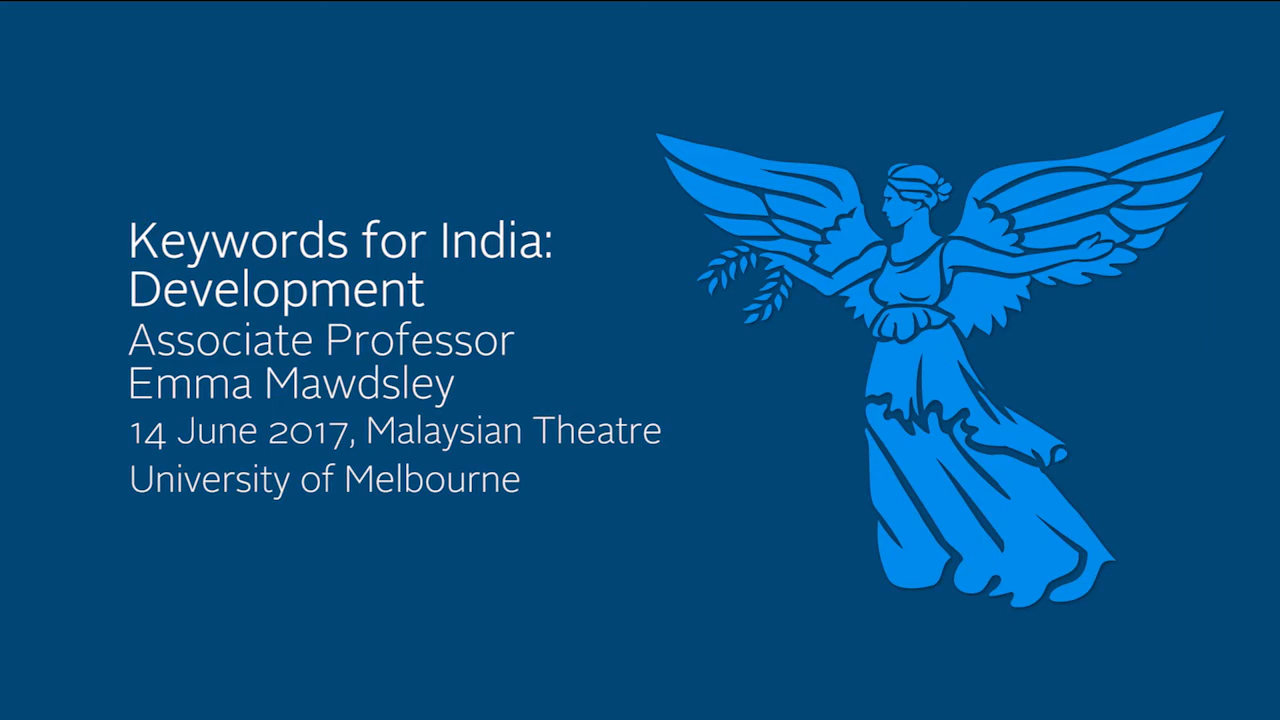 Keywords for India:
Development
Associate Professor
Emma Mawdsley
14 June 2017, Malaysian Theatre
University of Melbourne